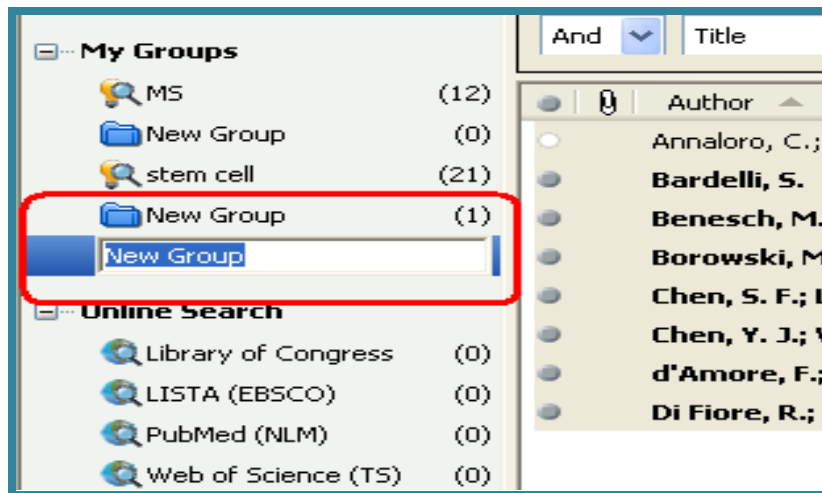 My Groups
MS (12)
New Group (0)
stem cell (21)
New Group (1)
New Group
Online Search
Library of Congress (0)
LISTA (EBSCO) (0)
PubMed (NLM) (0)
Web of Science (TS) (0)
And Title
Author
Annaloro, C.;
Bardelli, S.
Benesch, M.
Borowski, M
Chen, S. F.; L
Chen, Y. J.;
d'Amore, F.;
Di Fiore, R.;